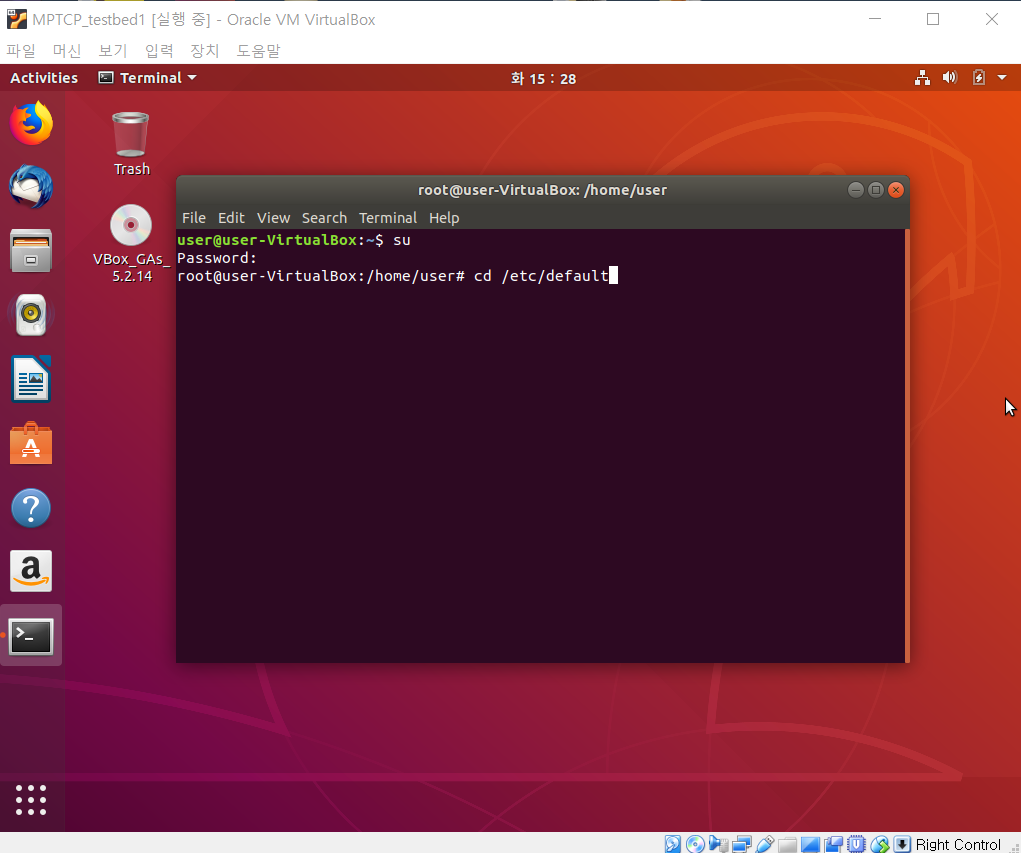 MPTCP_testbed1 [실행 중] - Oracle VM VirtualBox
파일 머신 보기 입력 장치 도움말
Activities Terminal 화 15 : 28
Trash
VBox_GAs_
5.2.14
root@user-VirtualBox: /home/user
File Edit View Search Terminal Help
user@user-VirtualBox:~$ su
Password:
root@user-VirtualBox:/home/user# cd /etc/default
Right Control